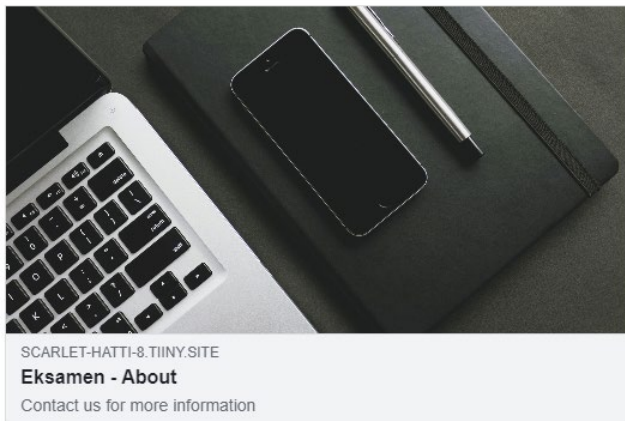 SCARLET-HATTI-8.TIINY.SITE
Eksamen - About
Contact us for more information